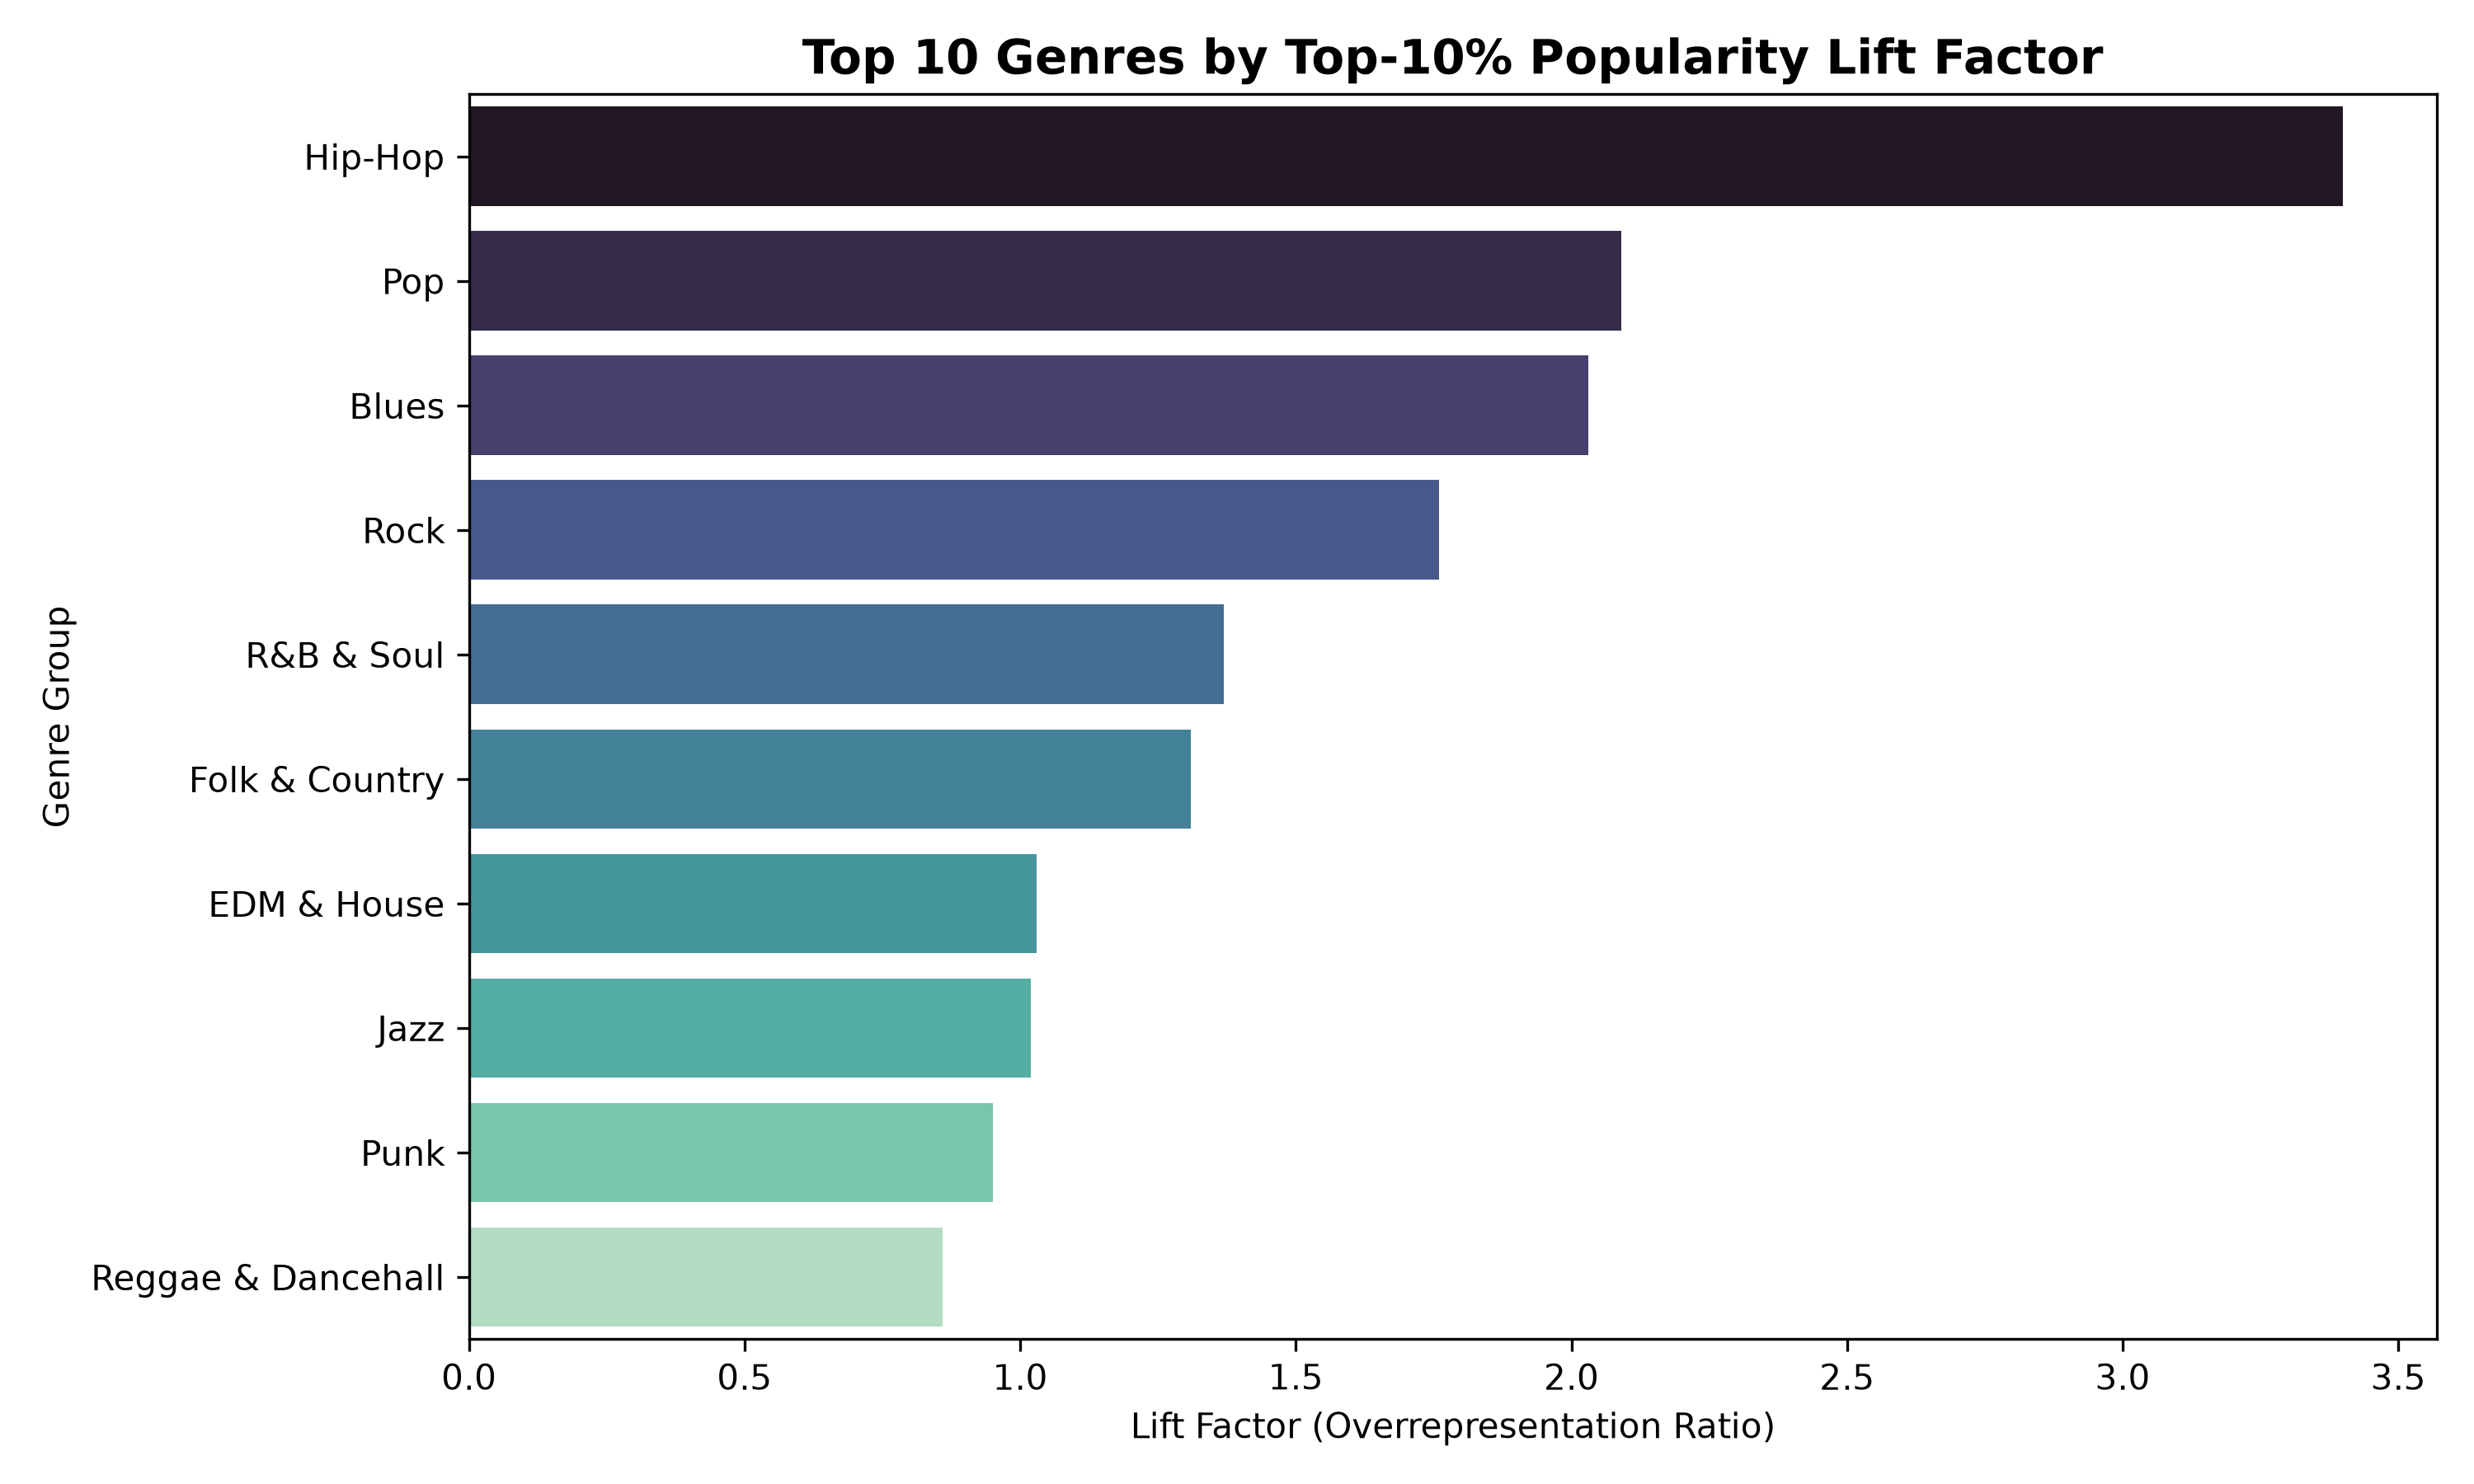 Top 10 Genres by Top-10% Popularity Lift Factor
Genre Group
Hip-Hop
Pop
Blues
Rock
R&B & Soul
Folk & Country
EDM & House
Jazz
Punk
Reggae & Dancehall
0.0 0.5 1.0 1.5 2.0 2.5 3.0 3.5
Lift Factor (Overrepresentation Ratio)